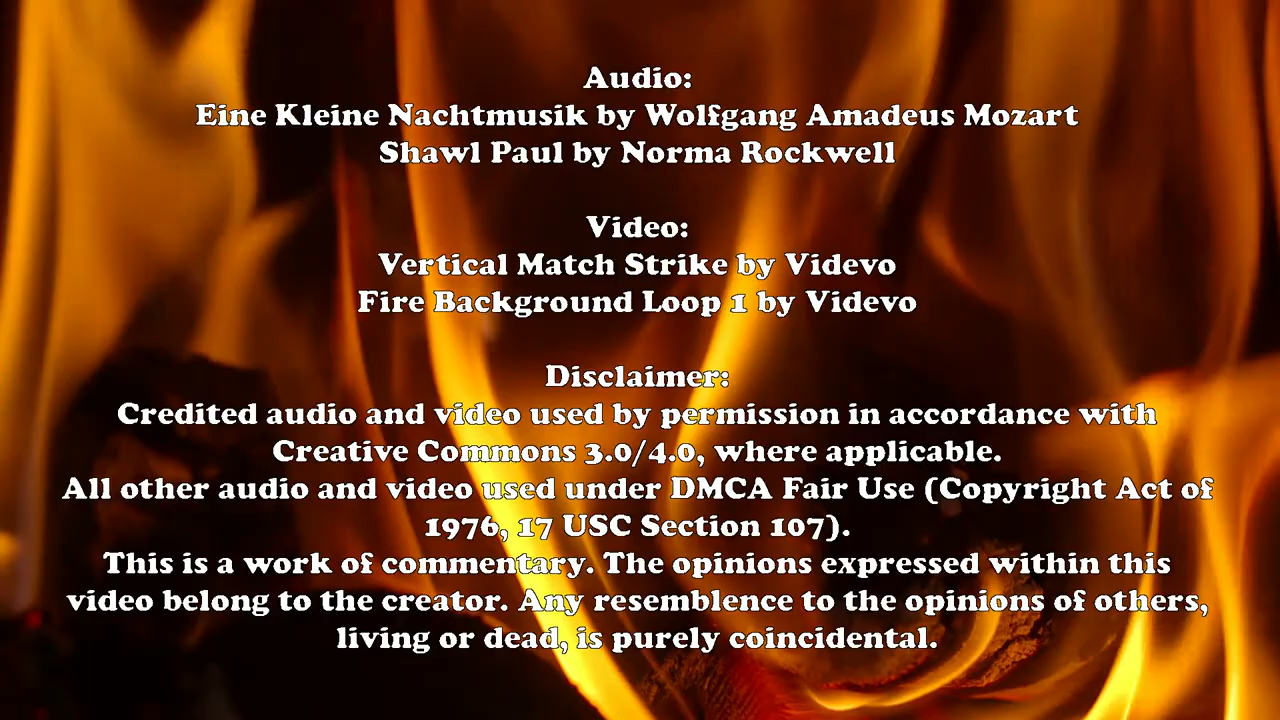 Audio:
Eine Kleine Nachtmusik by Wolfgang Amadeus Mozart
Shawl Paul by Norma Rockwell
Video:
Vertical Match Strike by Videvo
Fire Background Loop 1 by Videvo
Disclaimer:
Credited audio and video used by permission in accordance with
Creative Commons 3.0/4.0, where applicable.
All other audio and video used under DMCA Fair Use (Copyright Act of
1976, 17 USC Section 107).
This is a work of commentary. The opinions expressed within this
video belong to the creator. Any resemblence to the opinions of others,
living or dead, is purely coincidental.